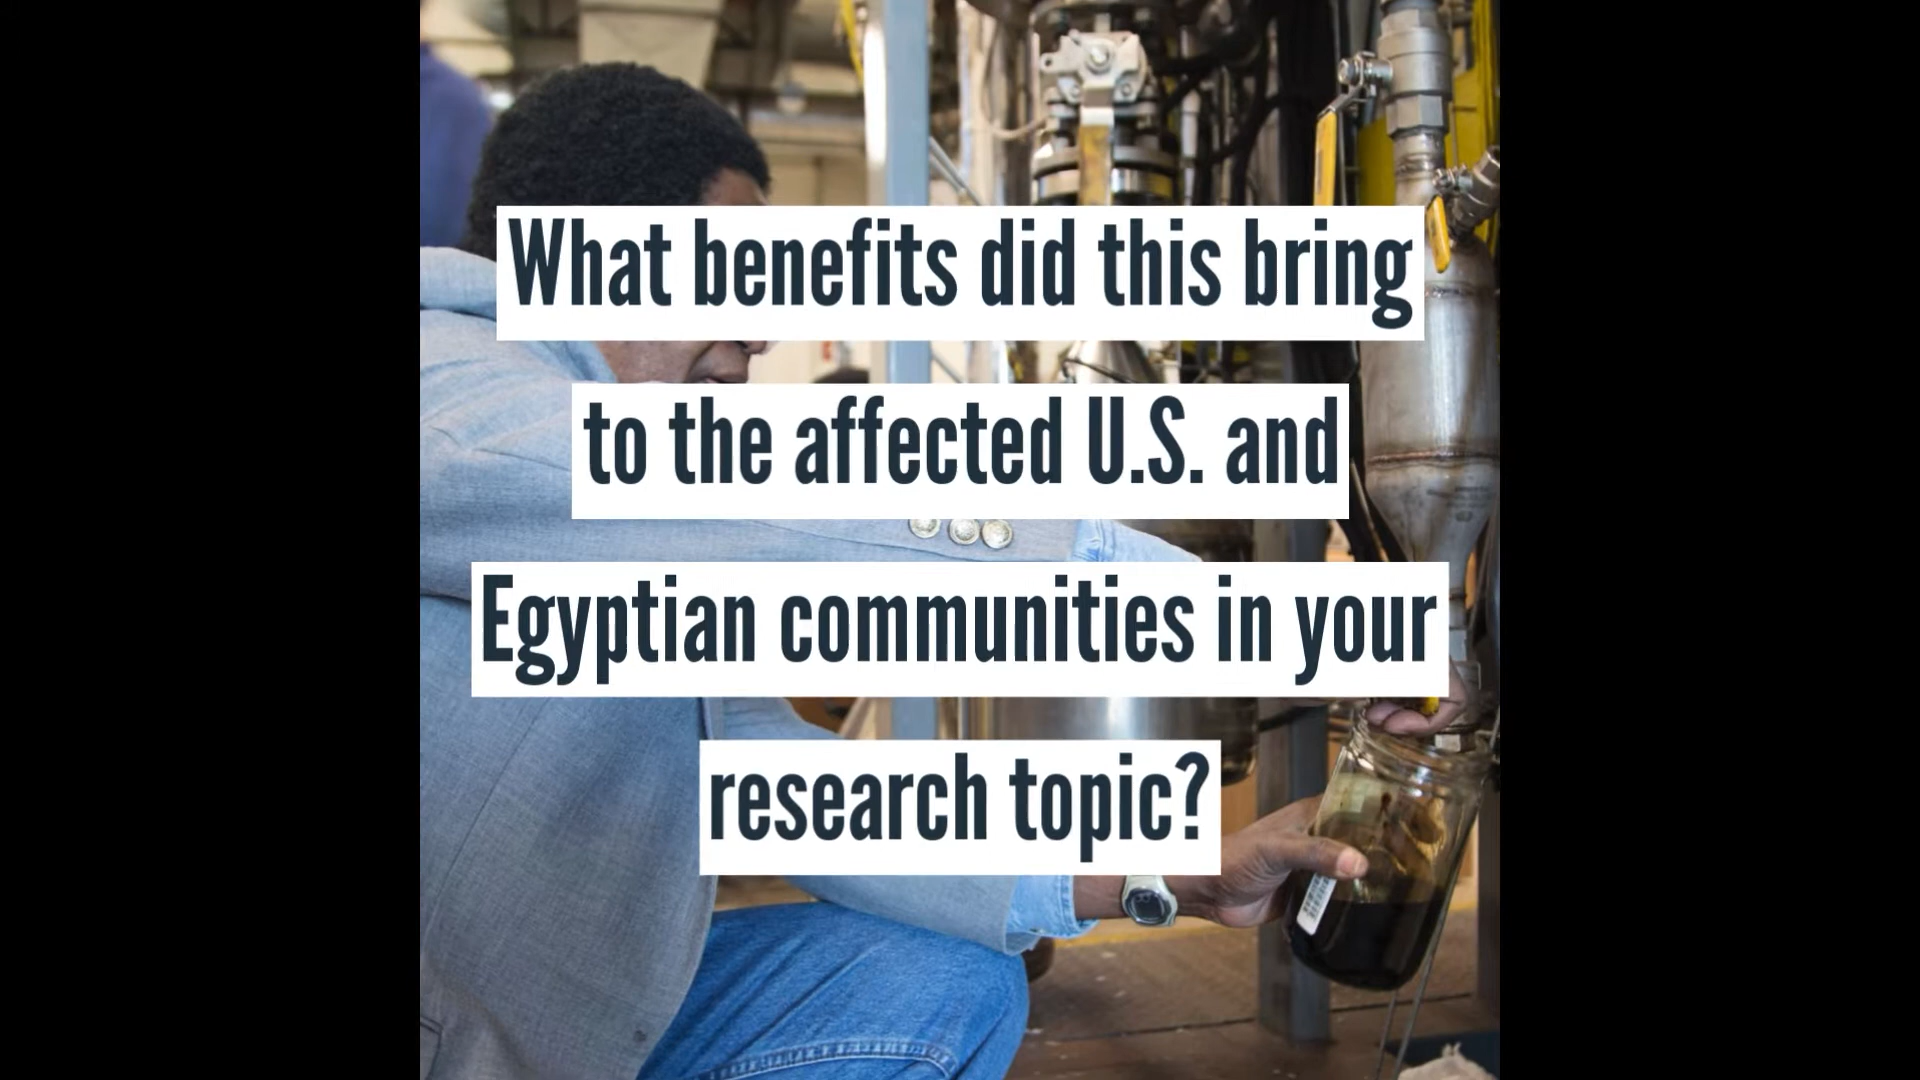 What benefits did this bring
to the affected U.S. and
Egyptian communities in your
research topic?